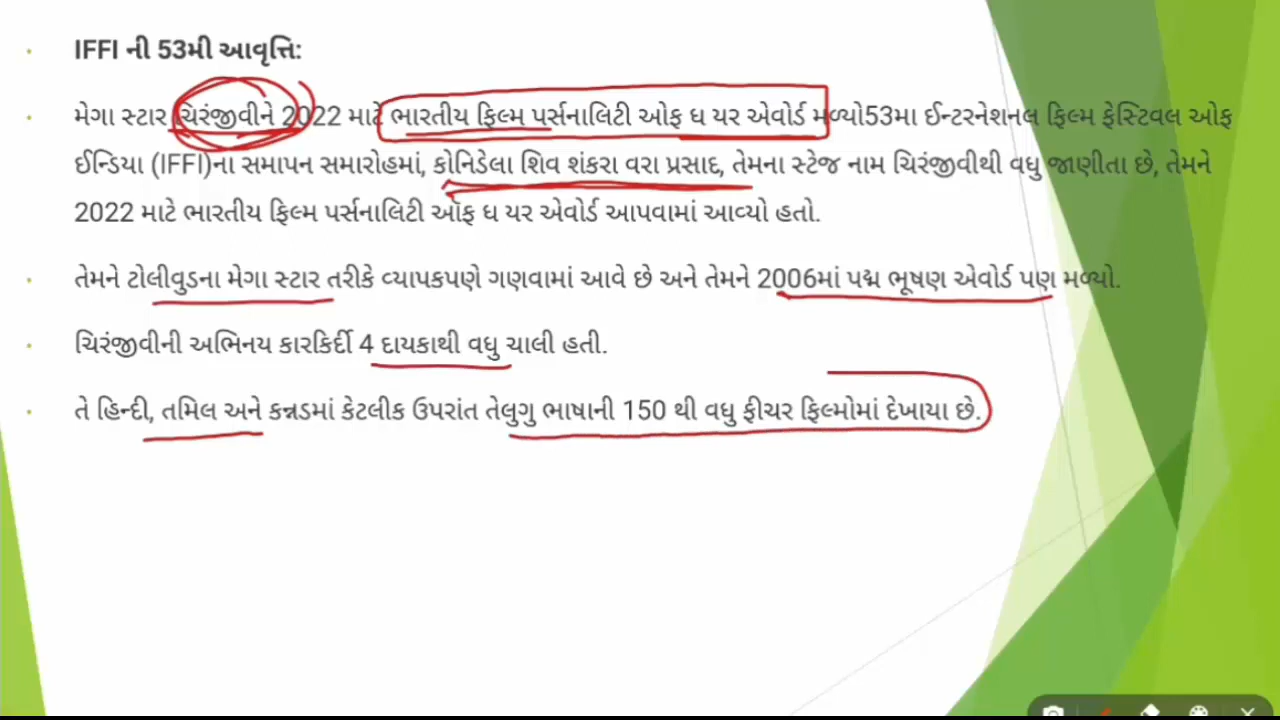 IFFI ની 53મી આવૃત્તિ:
મેગા સ્ટાર ચિરંજીવીને 2022 માટે ભારતીય ફિલ્મ પર્સનાલિટી ઓફ ધ યર એવોર્ડ મળ્યો53મા ઈન્ટરનેશનલ ફિલ્મ ફેસ્ટિવલ ઓફ
ઈન્ડિયા (IFFI)ના સમાપન સમારોહમાં, કોનિડેલા શિવ શંકરા વરા પ્રસાદ, તેમના સ્ટેજ નામ ચિરંજીવીથી વધુ જાણીતા છે, તેમને
2022 માટે ભારતીય ફિલ્મ પર્સનાલિટી ઓફ ધ યર એવોર્ડ આપવામાં આવ્યો હતો.
તેમને ટોલીવુડના મેગા સ્ટાર તરીકે વ્યાપકપણે ગણવામાં આવે છે અને તેમને 2006માં પદ્મ ભૂષણ એવોર્ડ પણ મળ્યો.
ચિરંજીવીની અભિનય કારકિર્દી 4 દાયકાથી વધુ ચાલી હતી.
તે હિન્દી, તમિલ અને કન્નડમાં કેટલીક ઉપરાંત તેલુગુ ભાષાની 150 થી વધુ ફીચર ફિલ્મોમાં દેખાયા છે.